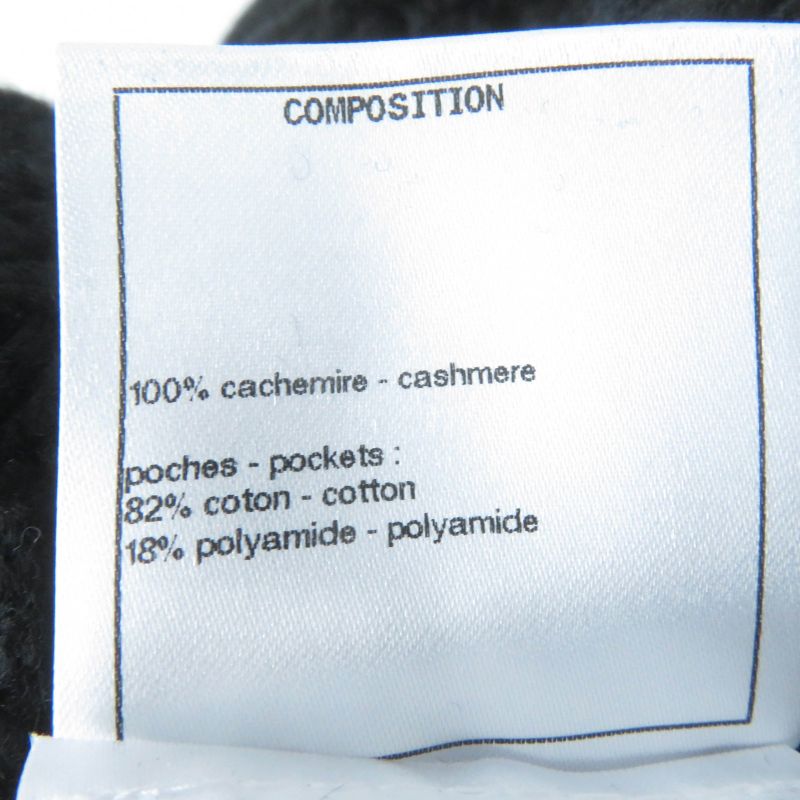 COMPOSITION
100% cachemire - cashmere
poches - pockets :
82% coton - cotton
18% polyamide - polyamide